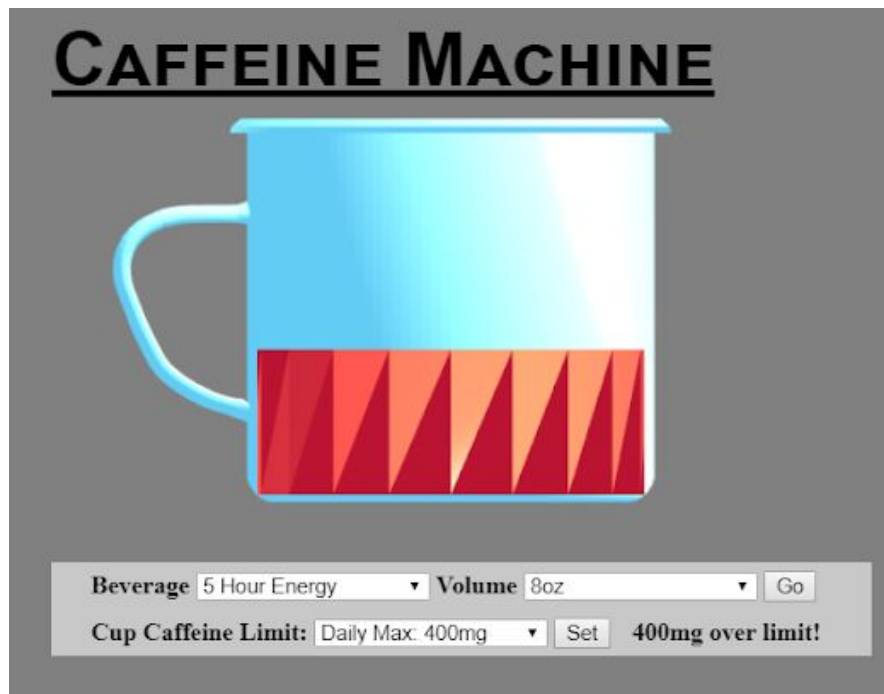 Caffeine Machine
Beverage 5 Hour Energy Volume 8oz Go
Cup Caffeine Limit: Daily Max: 400mg Set 400mg over limit!